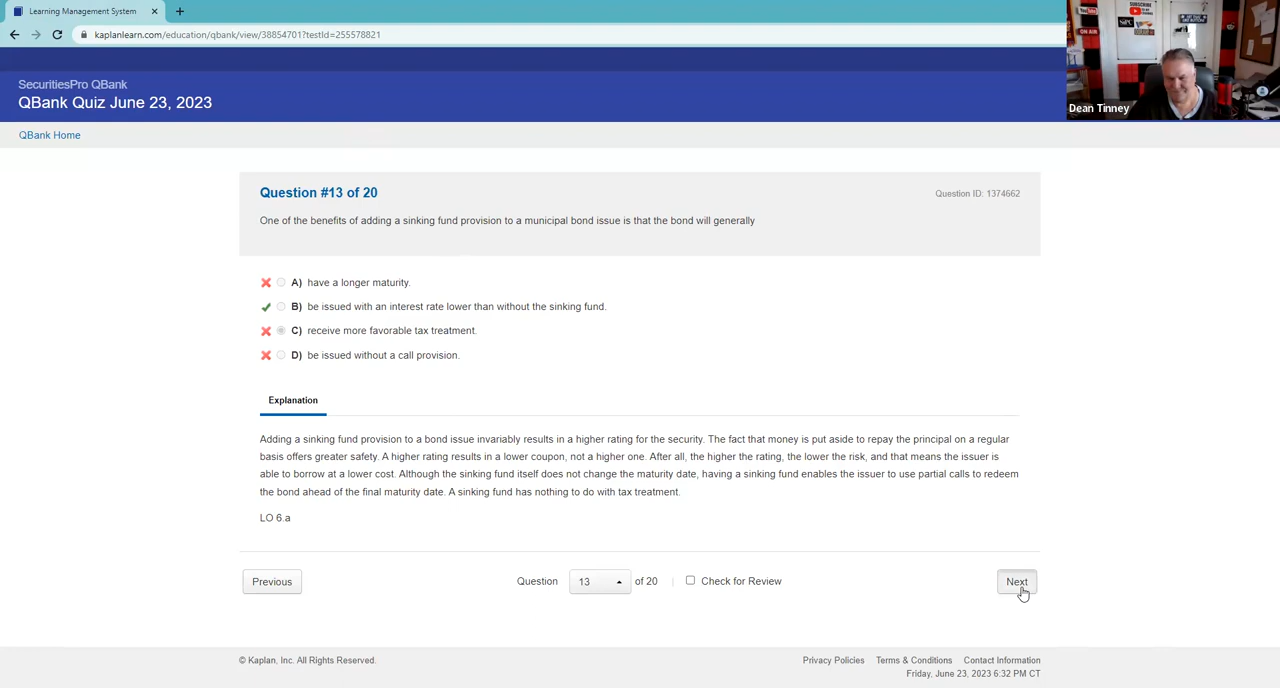 Learning Management System
kaplanlearn.com/education/qbank/view/38854701?testId=255578821
SecuritiesPro QBank
QBank Quiz June 23, 2023
QBank Home
SUBSCRIBE
ON AIR
SIPC
Dean Tinney
Question #13 of 20
Question ID: 1374662
One of the benefits of adding a sinking fund provision to a municipal bond issue is that the bond will generally
A) have a longer maturity.
B) be issued with an interest rate lower than without the sinking fund.
C) receive more favorable tax treatment.
D) be issued without a call provision.
Explanation
Adding a sinking fund provision to a bond issue invariably results in a higher rating for the security. The fact that money is put aside to repay the principal on a regular
basis offers greater safety. A higher rating results in a lower coupon, not a higher one. After all, the higher the rating, the lower the risk, and that means the issuer is
able to borrow at a lower cost. Although the sinking fund itself does not change the maturity date, having a sinking fund enables the issuer to use partial calls to redeem
the bond ahead of the final maturity date. A sinking fund has nothing to do with tax treatment.
LO 6.a
Previous
Question 13 of 20 | Check for Review
Next
© Kaplan, Inc. All Rights Reserved.
Privacy Policies Terms & Conditions Contact Information
Friday, June 23, 2023 6:32 PM CT